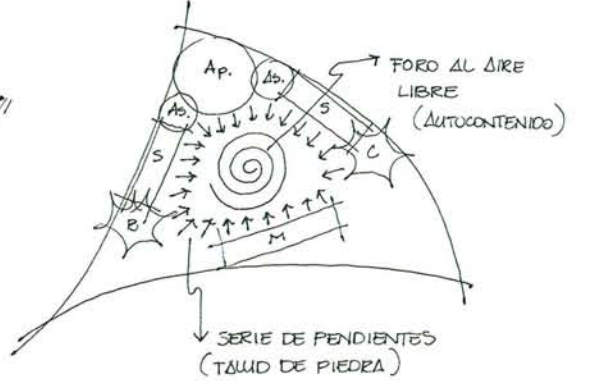 Ap.
As.
As.
S
S
C
B
M
FORO AL AIRE
LIBRE
(AUTOCONTENIDO)
SERIE DE PENDIENTES
(TALUD DE PIEDRA)